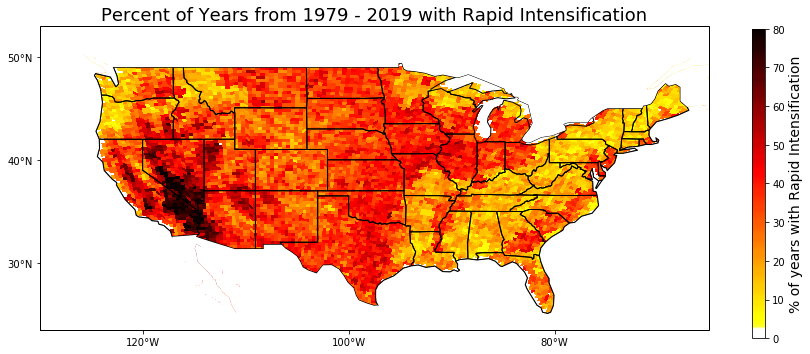 Percent of Years from 1979 - 2019 with Rapid Intensification
50°N
40°N
30°N
120°W
100°W
80°W
80
70
60
50
40
30
20
10
0
% of years with Rapid Intensification